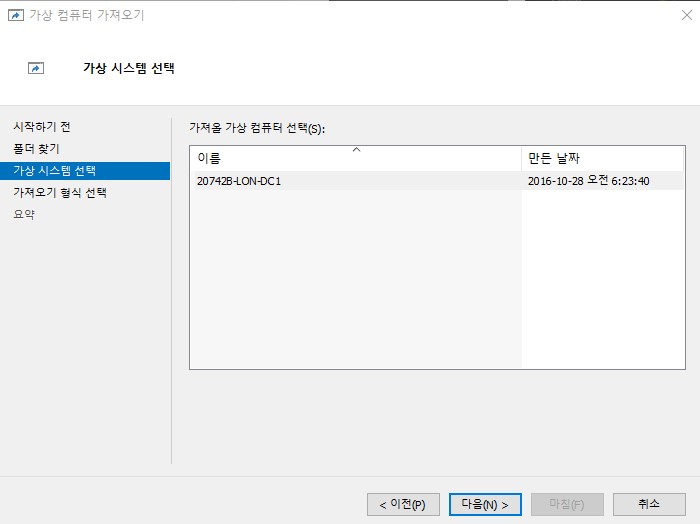 가상 컴퓨터 가져오기
가상 시스템 선택
시작하기 전
폴더 찾기
가상 시스템 선택
가져오기 형식 선택
요약
가져올 가상 컴퓨터 선택(S):
이름 만든 날짜
20742B-LON-DC1 2016-10-28 오전 6:23:40
< 이전(P) 다음(N) > 마침(F) 취소